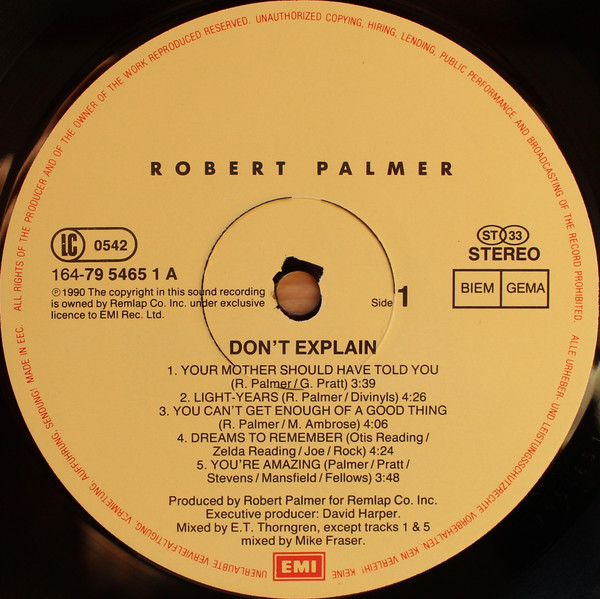 ALL RIGHTS OF THE PRODUCER AND OF THE OWNER OF THE WORK REPRODUCED RESERVED. UNAUTHORIZED COPYING, HIRING, LENDING, PUBLIC PERFORMANCE AND BROADCASTING OF THE RECORD PROHIBITED
ALLE URHEBER- UND LEISTUNGSSCHUTZRECHTE VORBEHALTEN. KEIN VERLEIH! KEINE UNERLAUBTE VERVIELFÄLTIGUNG, VERMIETUNG, AUFFÜHRUNG, SENDUNG! MADE IN EEC.
ROBERT PALMER
LC 0542
164-79 5465 1 A
℗1990 The copyright in this sound recording
is owned by Remlap Co. Inc. under exclusive
licence to EMI Rec. Ltd.
Side 1
ST 33
STEREO
BIEM GEMA
DON'T EXPLAIN
1. YOUR MOTHER SHOULD HAVE TOLD YOU
(R. Palmer/G. Pratt) 3:39
2. LIGHT-YEARS (R. Palmer/Divinyls) 4:26
3. YOU CAN'T GET ENOUGH OF A GOOD THING
(R. Palmer/M. Ambrose) 4:06
4. DREAMS TO REMEMBER (Otis Reading/
Zelda Reading/Joe/Rock) 4:24
5. YOU'RE AMAZING (Palmer/Pratt/
Stevens/Mansfield/Fellows) 3:48
Produced by Robert Palmer for Remlap Co. Inc.
Executive producer: David Harper.
Mixed by E.T. Thorngren, except tracks 1 & 5
mixed by Mike Fraser.
EMI